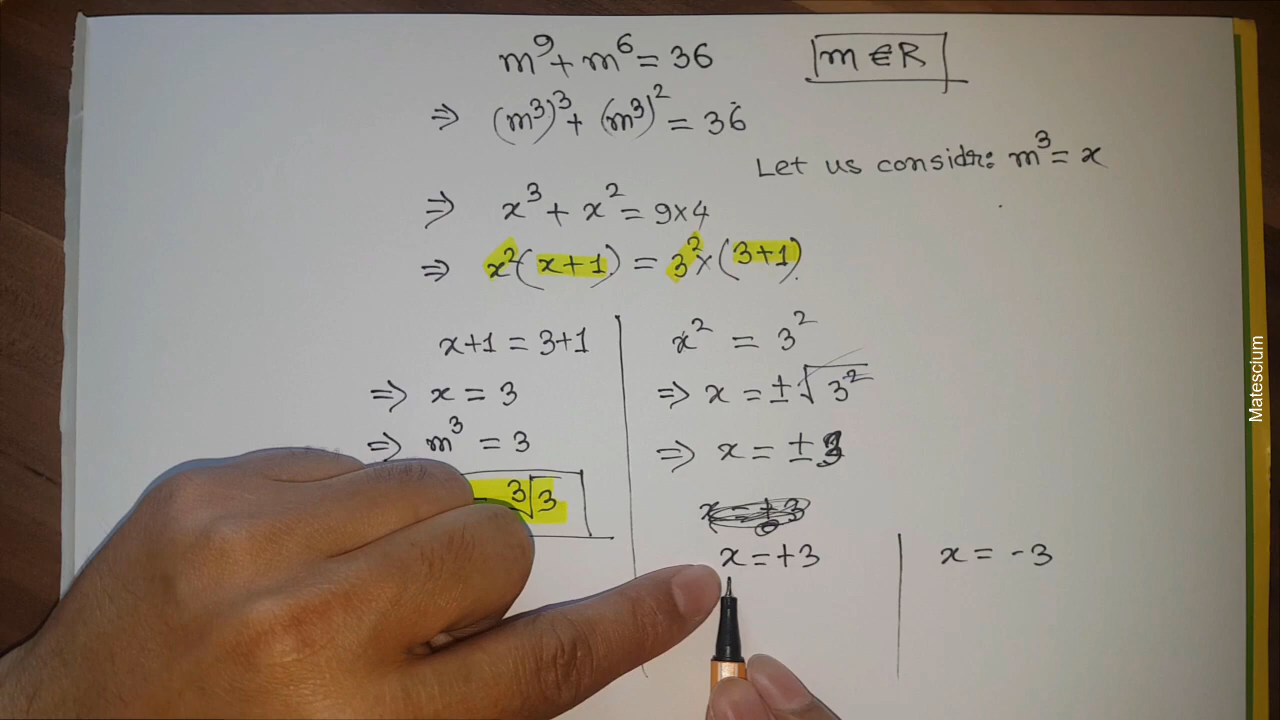 m⁹ + m⁶ = 36
m ∈ R
⇒ (m³)³ + (m³)² = 36
Let us considr: m³ = x
⇒ x³ + x² = 9×4
⇒ x²(x+1) = 3²×(3+1)
x+1 = 3+1
⇒ x = 3
⇒ m³ = 3
∛3
x² = 3²
⇒ x = ±√3²
⇒ x = ±3
x = +3
x = -3
Matescium